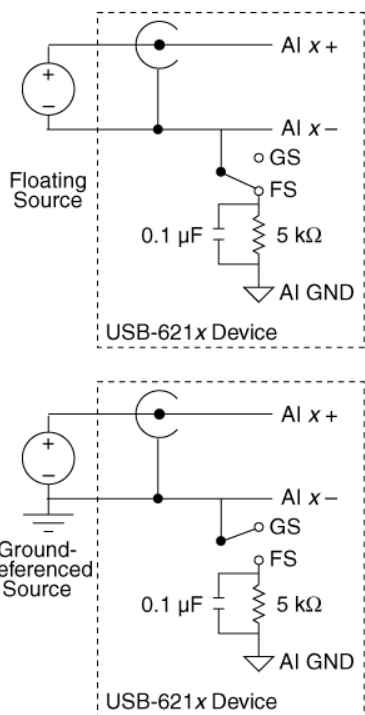 AI x+
+
−
AI x−
GS
Floating
Source
FS
0.1 µF
5 kΩ
AI GND
USB-621x Device
AI x+
+
−
AI x−
GS
Ground-
eferenced
Source
FS
0.1 µF
5 kΩ
AI GND
USB-621x Device